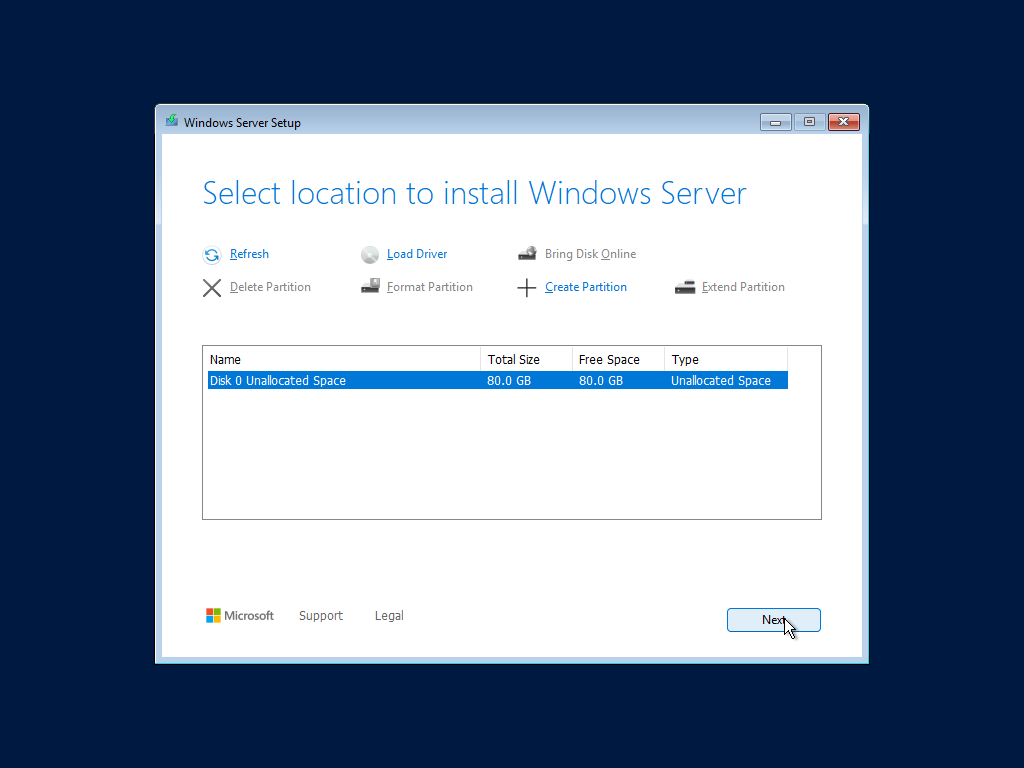 Windows Server Setup
Select location to install Windows Server
Refresh Load Driver Bring Disk Online
Delete Partition Format Partition Create Partition Extend Partition
Name Total Size Free Space Type
Disk 0 Unallocated Space 80.0 GB 80.0 GB Unallocated Space
Microsoft Support Legal
Next